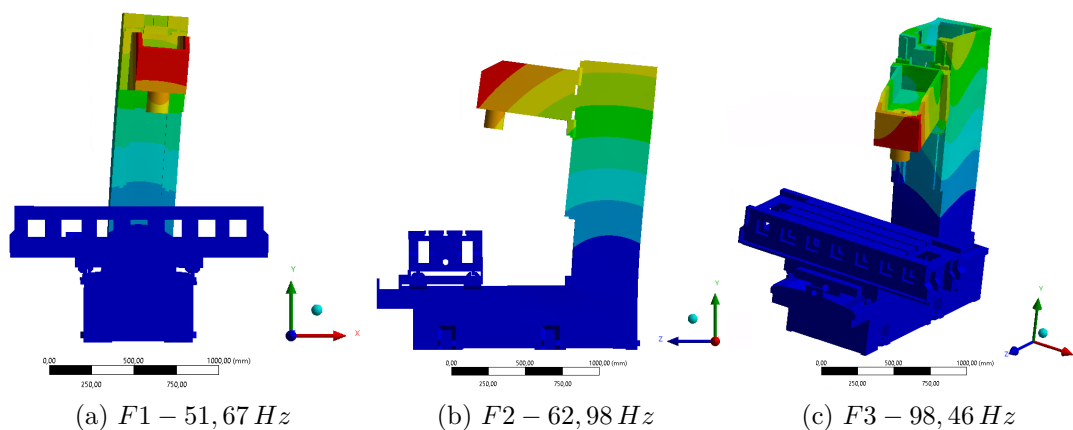 Y
X
0,00 500,00 1000,00 (mm)
250,00 750,00
(a) F1 − 51, 67 Hz
Y
Z
0,00 500,00 1000,00 (mm)
250,00 750,00
(b) F2 − 62, 98 Hz
Y
Z
0,00 500,00 1000,00 (mm)
250,00 750,00
(c) F3 − 98, 46 Hz